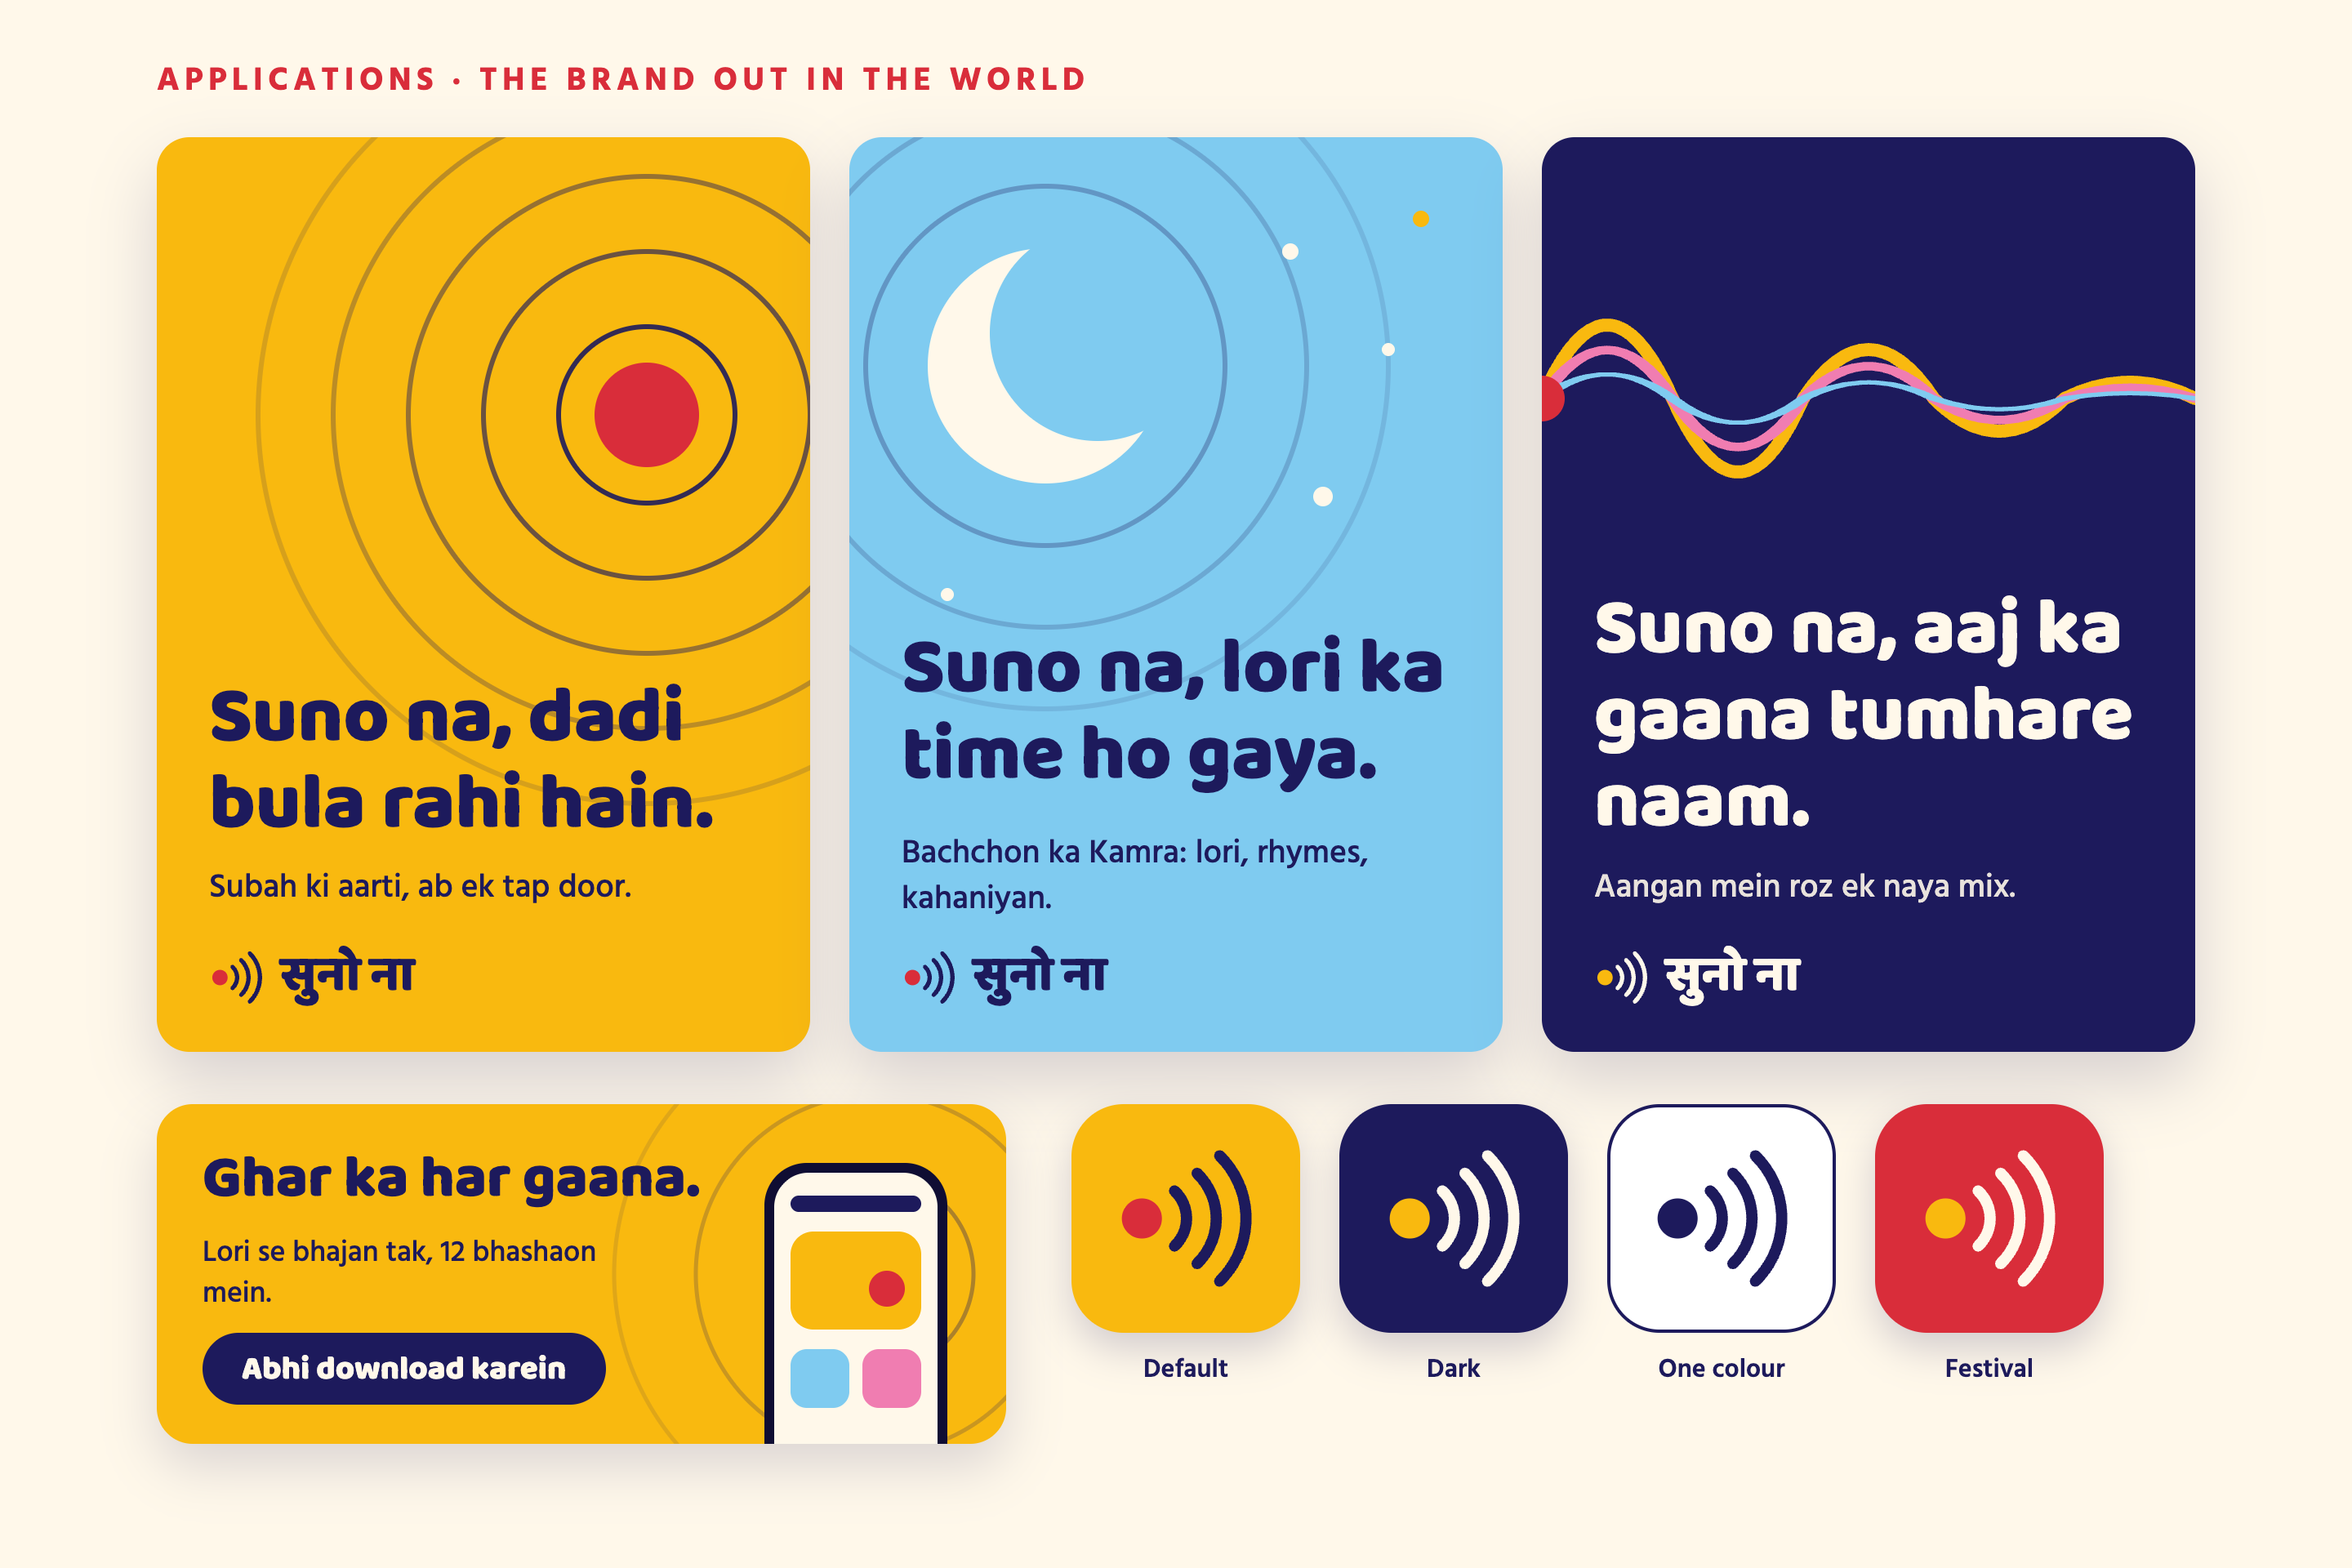 APPLICATIONS · THE BRAND OUT IN THE WORLD
Suno na, dadi
bula rahi hain.
Subah ki aarti, ab ek tap door.
सुनो ना
Suno na, lori ka
time ho gaya.
Bachchon ka Kamra: lori, rhymes,
kahaniyan.
सुनो ना
Suno na, aaj ka
gaana tumhare
naam.
Aangan mein roz ek naya mix.
सुनो ना
Ghar ka har gaana.
Lori se bhajan tak, 12 bhashaon
mein.
Abhi download karein
Default
Dark
One colour
Festival